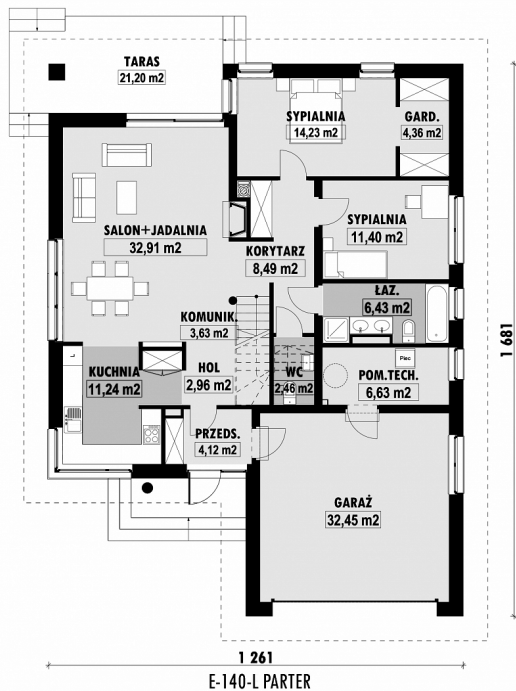 TARAS
21,20 m2
SYPIALNIA
14,23 m2
GARD.
4,36 m2
SALON+JADALNIA
32,91 m2
SYPIALNIA
11,40 m2
KORYTARZ
8,49 m2
ŁAZ.
6,43 m2
KOMUNIK.
3,63 m2
KUCHNIA
11,24 m2
L
HOL
2,96 m2
WC
2,46 m2
Piec
POM.TECH.
6,63 m2
PRZEDS.
4,12 m2
GARAŻ
32,45 m2
1 681
1 261
E-140-L PARTER